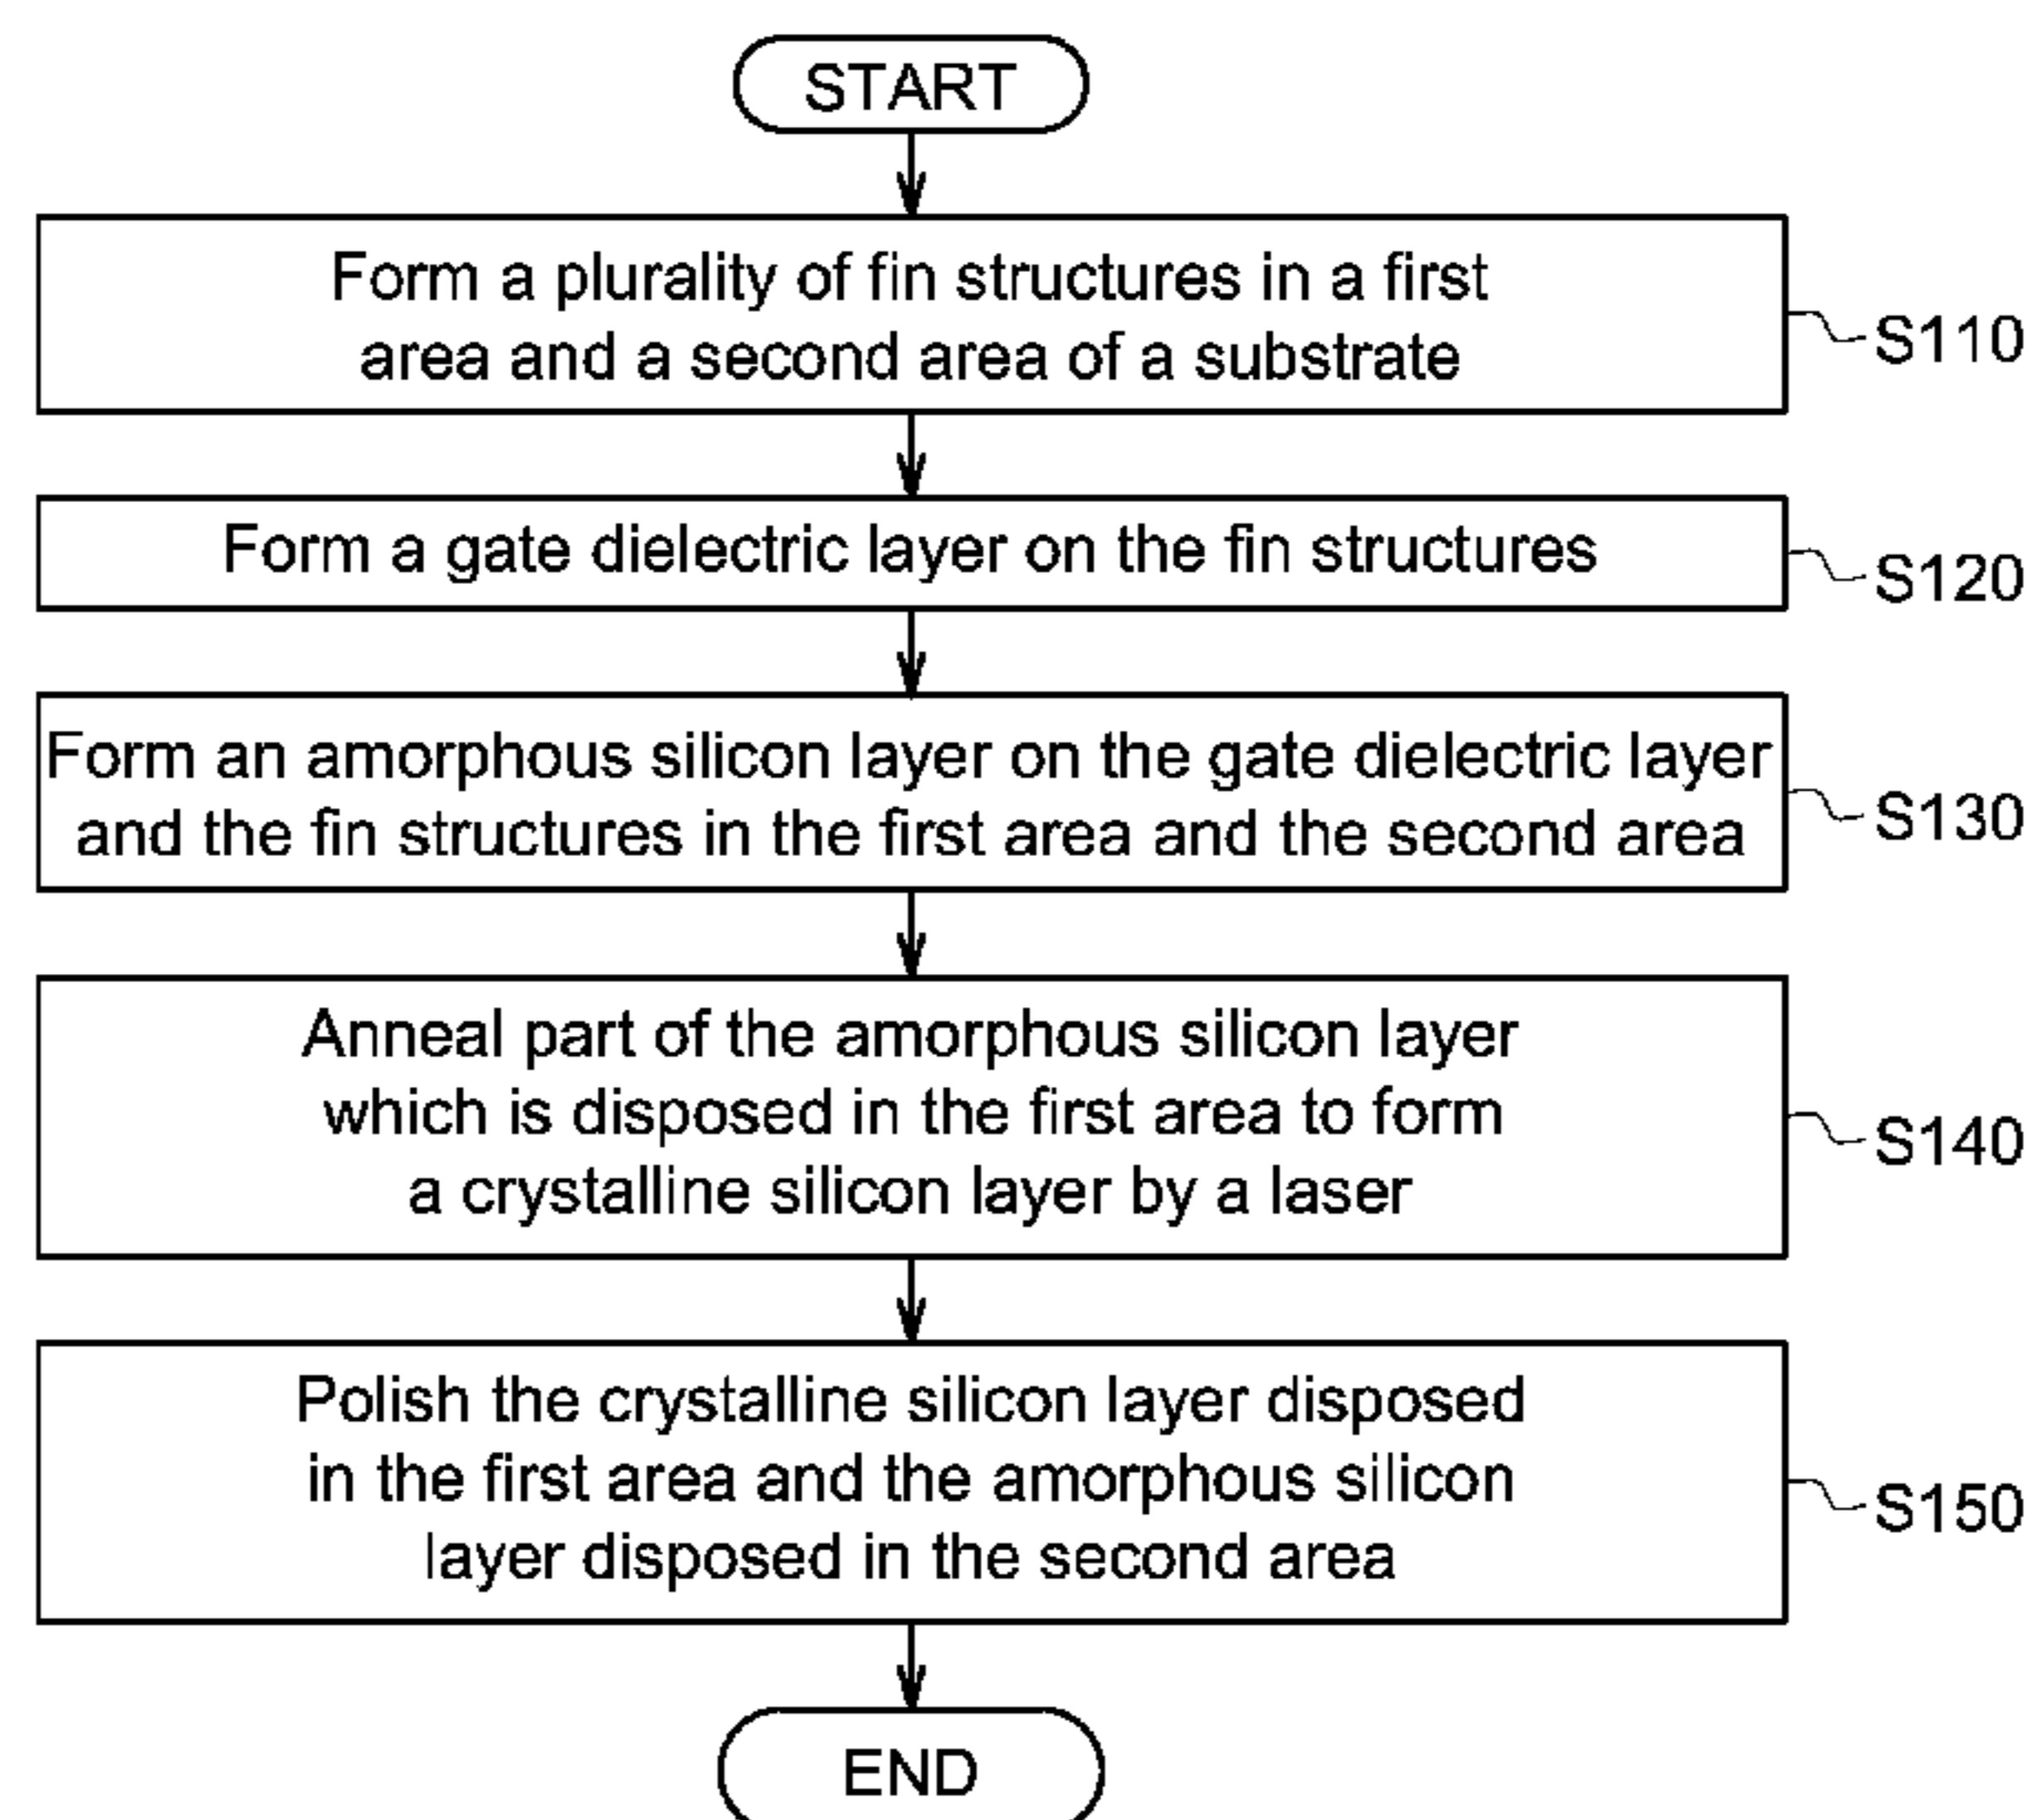 START
Form a plurality of fin structures in a first
area and a second area of a substrate
S110
Form a gate dielectric layer on the fin structures
S120
Form an amorphous silicon layer on the gate dielectric layer
and the fin structures in the first area and the second area
S130
Anneal part of the amorphous silicon layer
which is disposed in the first area to form
a crystalline silicon layer by a laser
S140
Polish the crystalline silicon layer disposed
in the first area and the amorphous silicon
layer disposed in the second area
S150
END